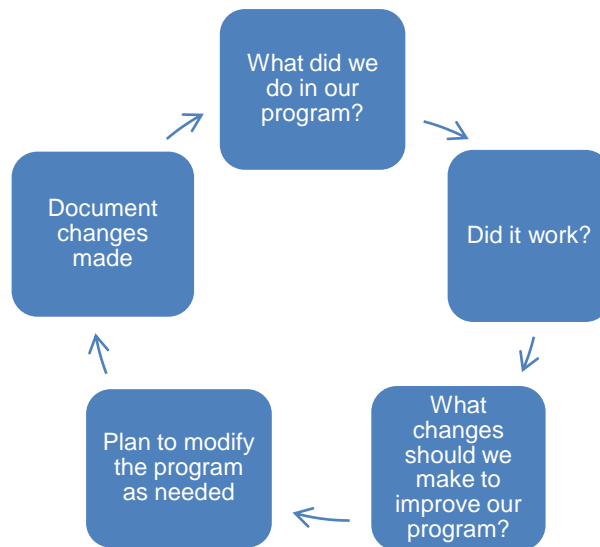 What did we
do in our
program?
Did it work?
What
changes
should we
make to
improve our
program?
Plan to modify
the program
as needed
Document
changes
made